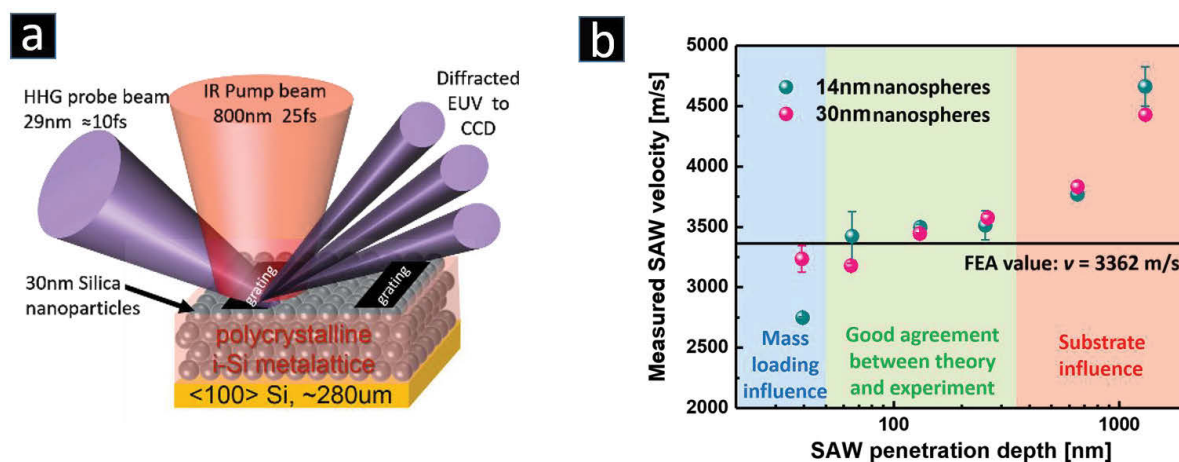 a
HHG probe beam
29nm ≈10fs
IR Pump beam
800nm 25fs
Diffracted
EUV to
CCD
grating
grating
30nm Silica
nanoparticles
polycrystalline
i-Si metalattice
<100> Si, ~280um
b
Measured SAW velocity [m/s]
5000
4500
4000
3500
3000
2500
2000
14nm nanospheres
30nm nanospheres
FEA value: v = 3362 m/s
Mass
loading
influence
Good agreement
between theory
and experiment
Substrate
influence
100
1000
SAW penetration depth [nm]